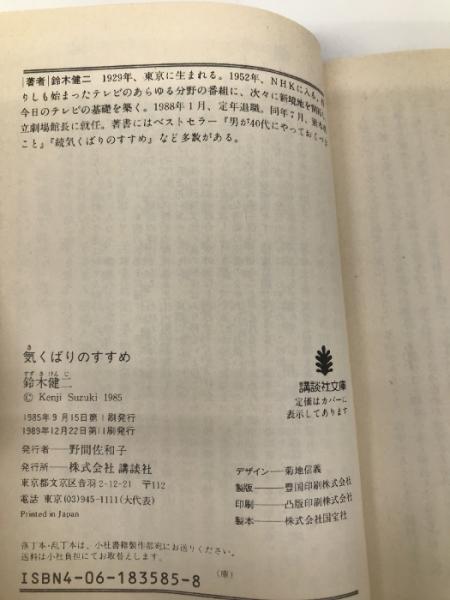 著者 鈴木健二 1929年、東京に生まれる。1952年、NHKに入る。
りしも始まったテレビのあらゆる分野の番組に、次々に新境地を
今日のテレビの基礎を築く。1988年1月、定年退職。同年7月、
立劇場館長に就任。著書にはベストセラー『男が40代にやっておくべき
こと』『続気くばりのすすめ』など多数がある。
気くばりのすすめ
鈴木健二
© Kenji Suzuki 1985
1985年9月15日第1刷発行
1989年12月22日第11刷発行
発行者――野間佐和子
発行所――株式会社 講談社
東京都文京区音羽2-12-21 〒112
電話 東京(03)945-1111(大代表)
Printed in Japan
講談社文庫
定価はカバーに
表示してあります
デザイン――菊地信義
製版――豊国印刷株式会社
印刷――凸版印刷株式会社
製本――株式会社国宝社
落丁本・乱丁本は、小社書籍製作部宛にお送りください。
送料は小社負担にてお取替えします。
ISBN4-06-183585-8 (庫)